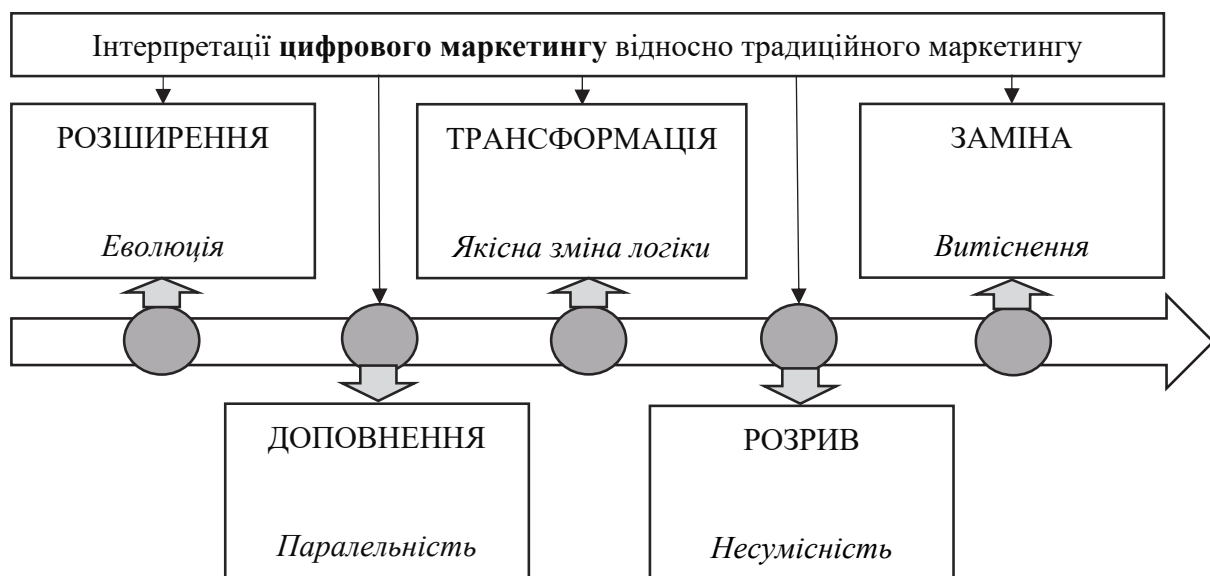 Інтерпретації цифрового маркетингу відносно традиційного маркетингу
РОЗШИРЕННЯ
Еволюція
ТРАНСФОРМАЦІЯ
Якісна зміна логіки
ЗАМІНА
Витіснення
ДОПОВНЕННЯ
Паралельність
РОЗРИВ
Несумісність